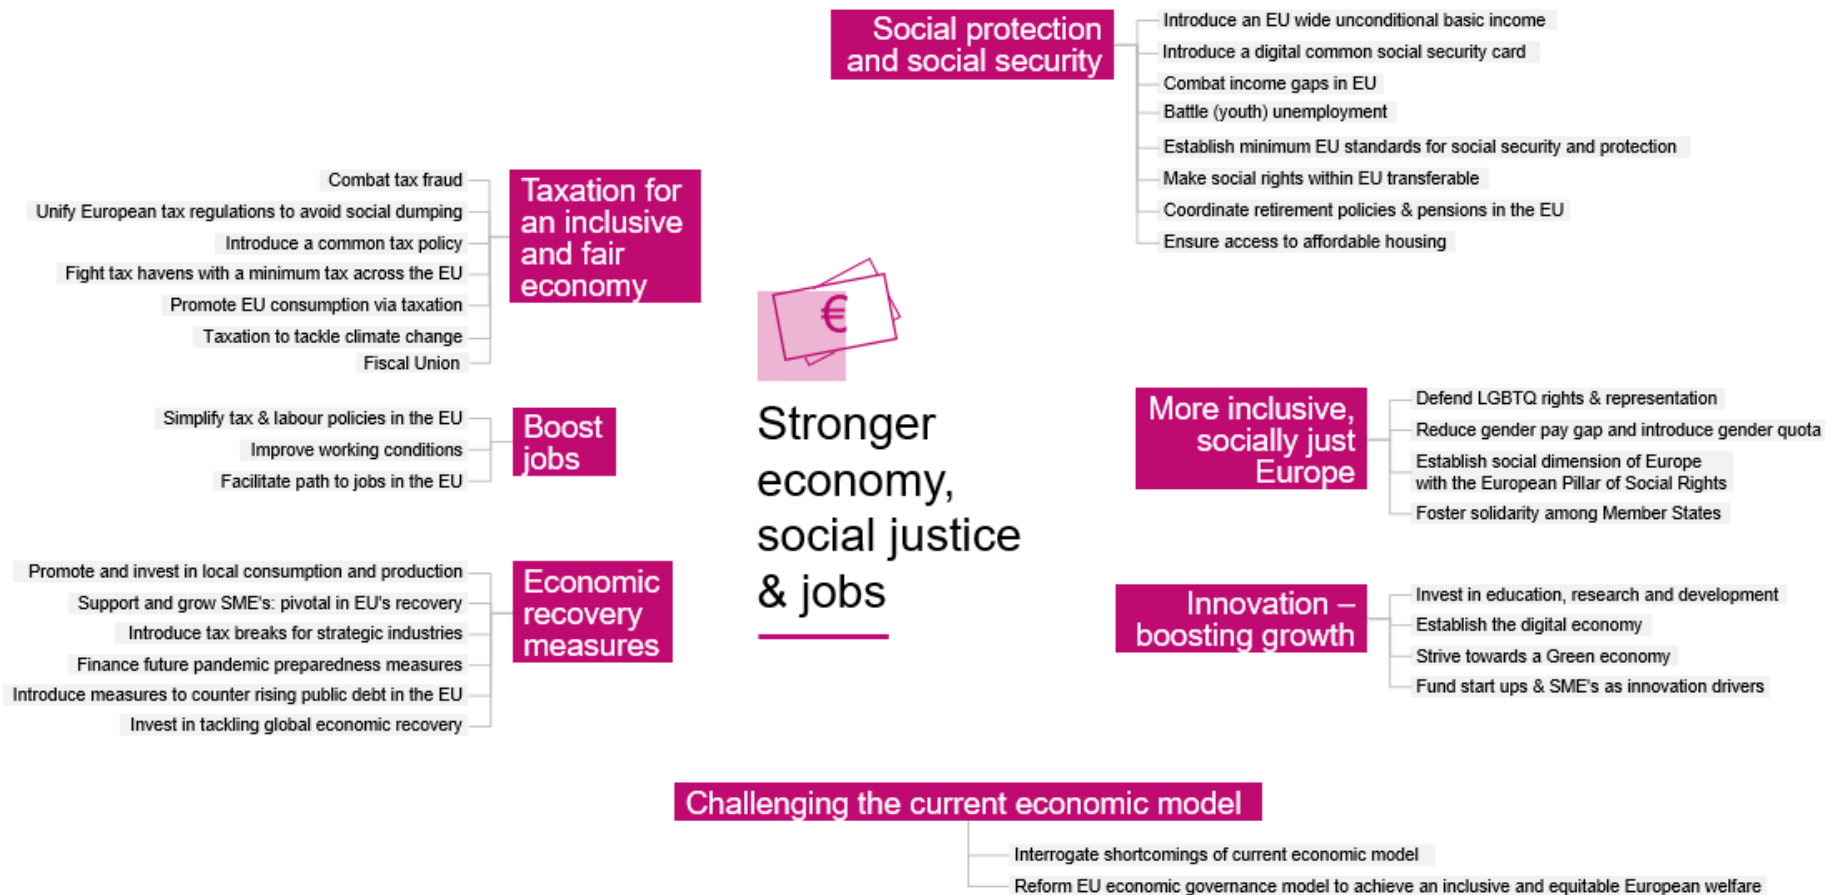 Social protection
and social security
Introduce an EU wide unconditional basic income
Introduce a digital common social security card
Combat income gaps in EU
Battle (youth) unemployment
Establish minimum EU standards for social security and protection
Make social rights within EU transferable
Coordinate retirement policies & pensions in the EU
Ensure access to affordable housing
Taxation for
an inclusive
and fair
economy
Combat tax fraud
Unify European tax regulations to avoid social dumping
Introduce a common tax policy
Fight tax havens with a minimum tax across the EU
Promote EU consumption via taxation
Taxation to tackle climate change
Fiscal Union
€
Stronger
economy,
social justice
& jobs
Boost
jobs
Simplify tax & labour policies in the EU
Improve working conditions
Facilitate path to jobs in the EU
More inclusive,
socially just
Europe
Defend LGBTQ rights & representation
Reduce gender pay gap and introduce gender quota
Establish social dimension of Europe
with the European Pillar of Social Rights
Foster solidarity among Member States
Economic
recovery
measures
Promote and invest in local consumption and production
Support and grow SME's: pivotal in EU's recovery
Introduce tax breaks for strategic industries
Finance future pandemic preparedness measures
Introduce measures to counter rising public debt in the EU
Invest in tackling global economic recovery
Innovation –
boosting growth
Invest in education, research and development
Establish the digital economy
Strive towards a Green economy
Fund start ups & SME's as innovation drivers
Challenging the current economic model
Interrogate shortcomings of current economic model
Reform EU economic governance model to achieve an inclusive and equitable European welfare